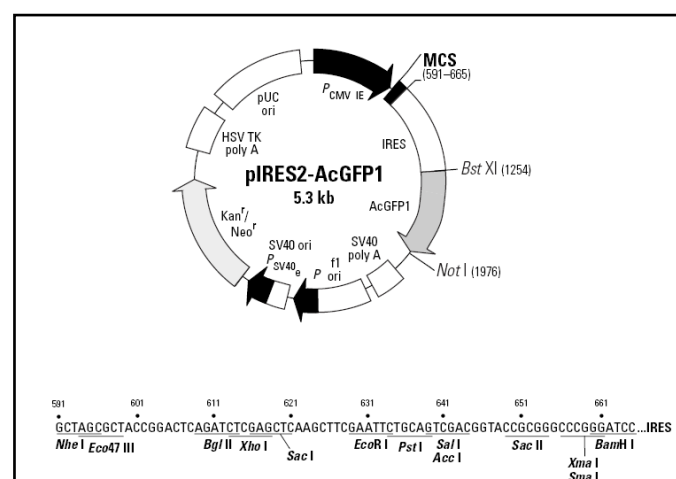 MCS
(591–665)
P CMV IE
pUC
ori
HSV TK
poly A
IRES
pIRES2-AcGFP1
5.3 kb
Bst XI (1254)
AcGFP1
Kanr/
Neor
SV40 ori
PSV40e
SV40
poly A
f1
ori
P
Not I (1976)
591 601 611 621 631 641 651 661
GCTAGCGCTACCGGACTCAGATCTCGAGCTCAAGCTTCGAATTCTGCAGTCGACGGTACCGCGGGCCCGGGATCC...IRES
Nhe I Eco47 III Bgl II Xho I Sac I EcoR I Pst I Sal I Acc I Sac II Xma I Sma I BamH I